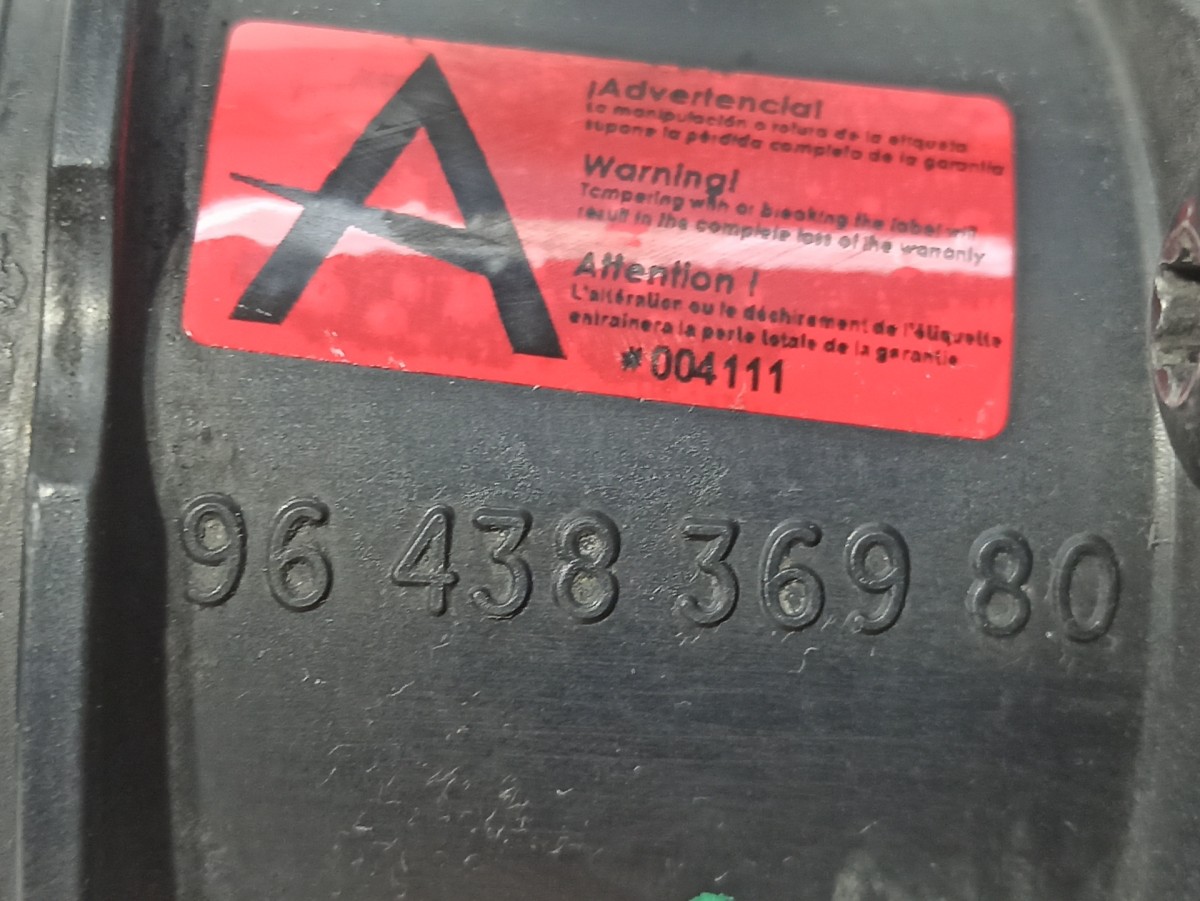 A
¡Advertencia!
La manipulación o rotura de la etiqueta
supone la pérdida completa de la garantía
Warning!
Tampering with or breaking the label will
result in the complete loss of the warranty
Attention !
L'altération ou le déchirement de l'étiquette
entraînera la perte totale de la garantie
#004111
96 438 369 80